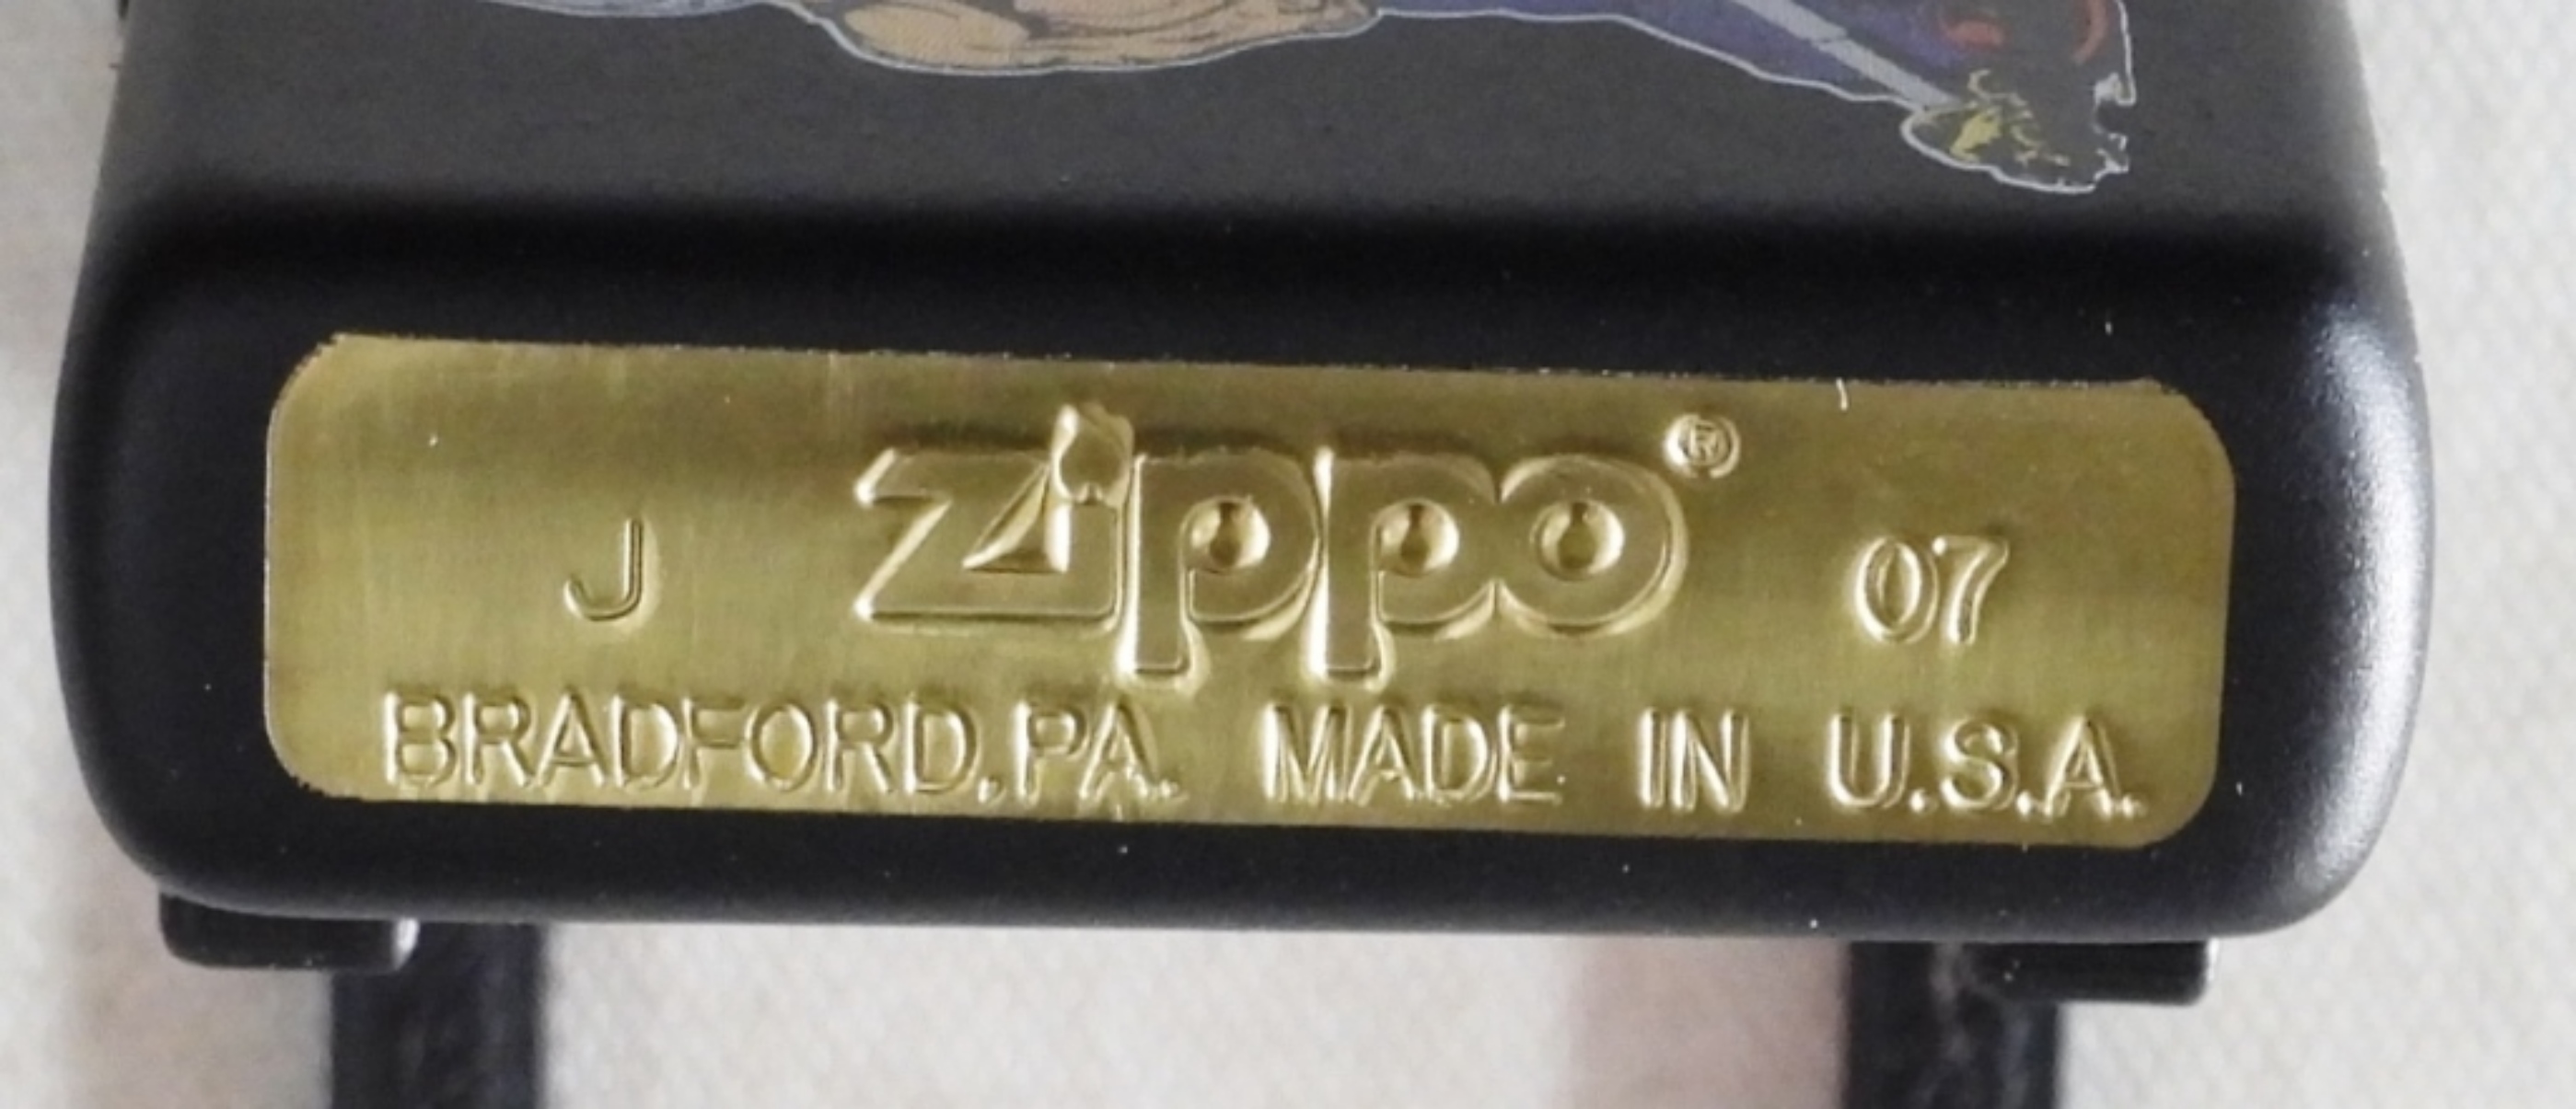 J Zippo® 07
BRADFORD,PA. MADE IN U.S.A.